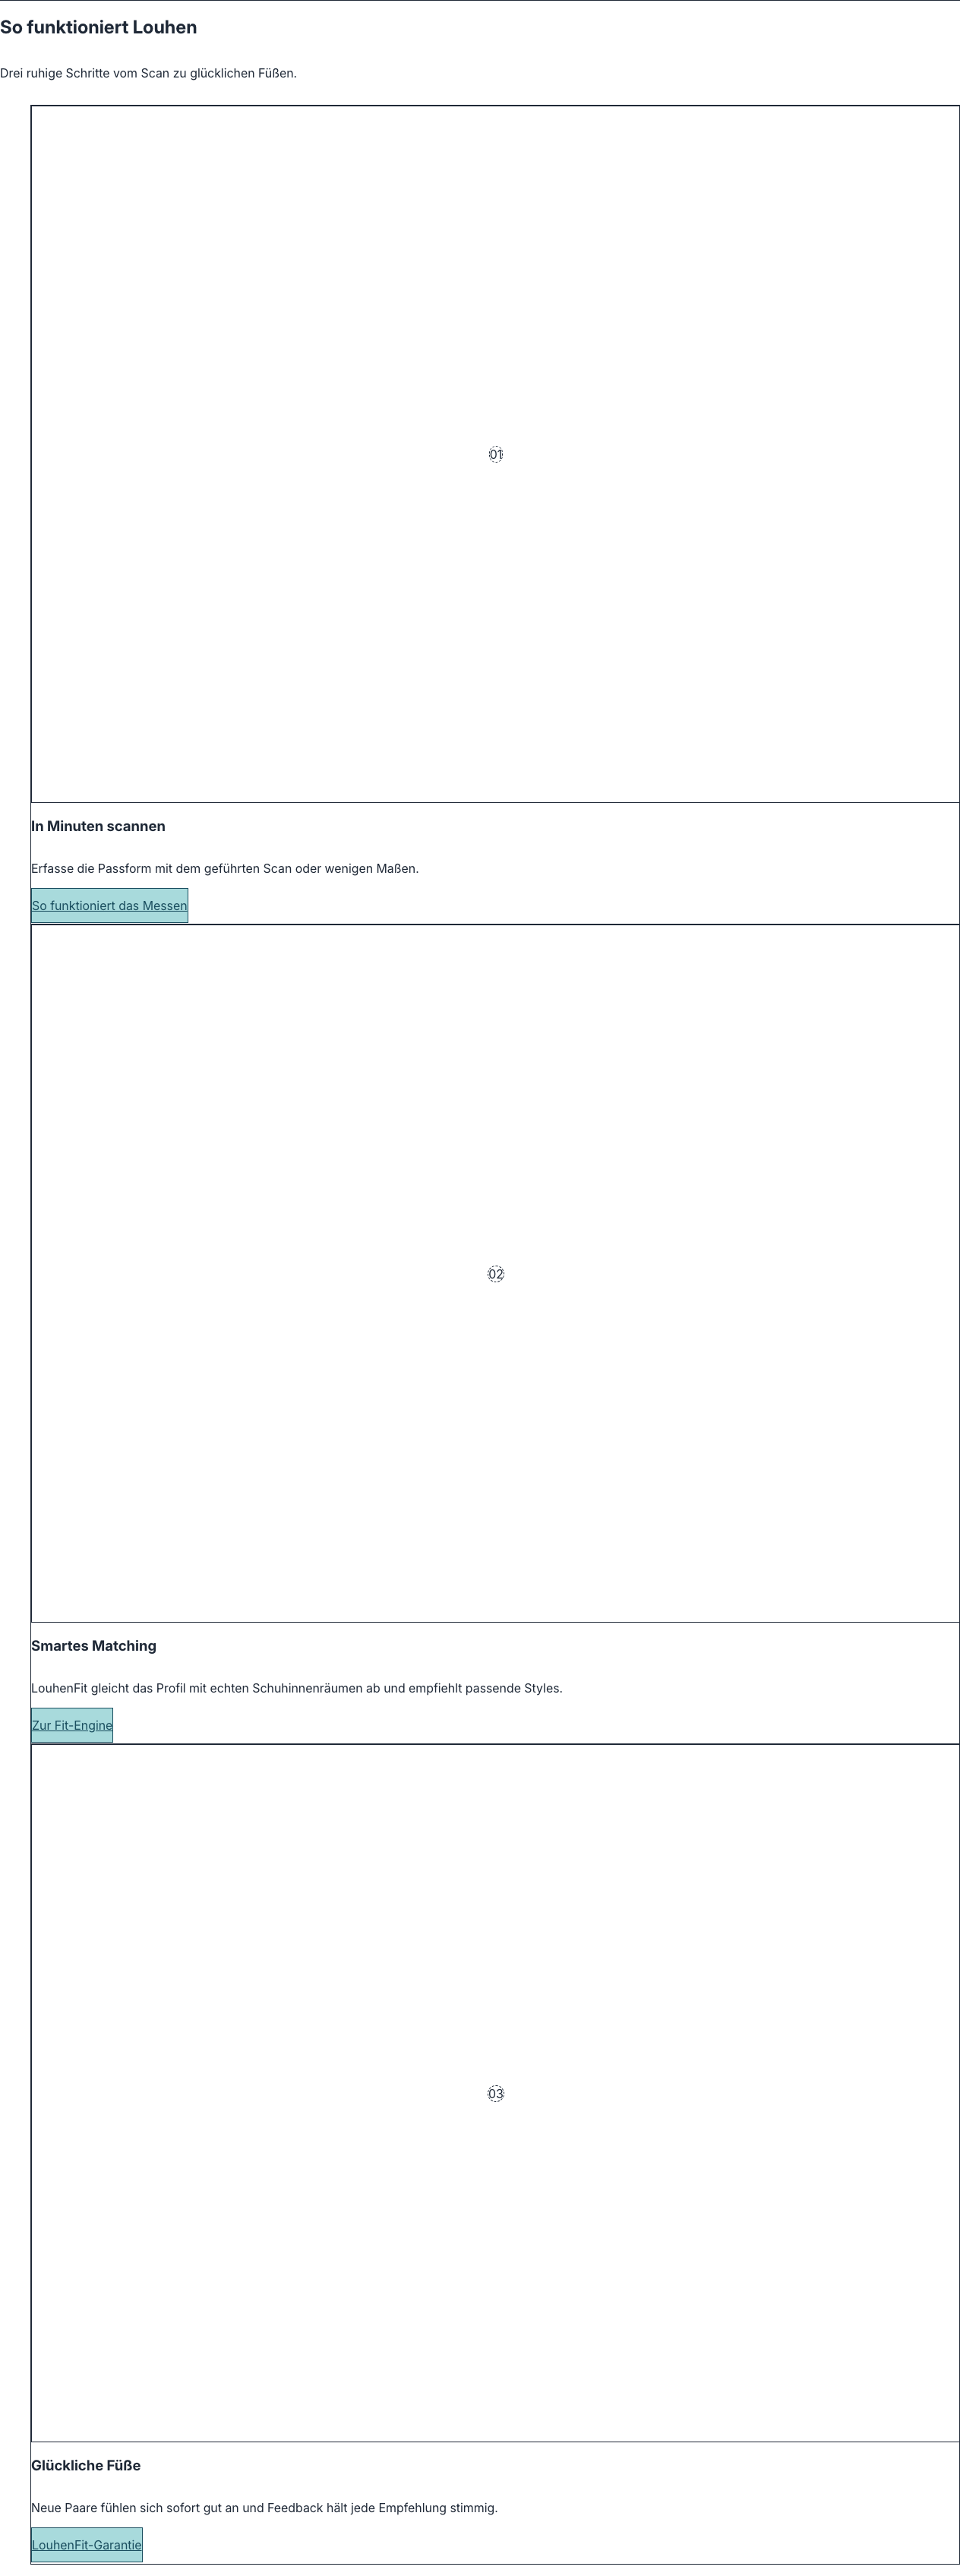 So funktioniert Louhen
Drei ruhige Schritte vom Scan zu glücklichen Füßen.
01
In Minuten scannen
Erfasse die Passform mit dem geführten Scan oder wenigen Maßen.
So funktioniert das Messen
02
Smartes Matching
LouhenFit gleicht das Profil mit echten Schuhinnenräumen ab und empfiehlt passende Styles.
Zur Fit-Engine
03
Glückliche Füße
Neue Paare fühlen sich sofort gut an und Feedback hält jede Empfehlung stimmig.
LouhenFit-Garantie